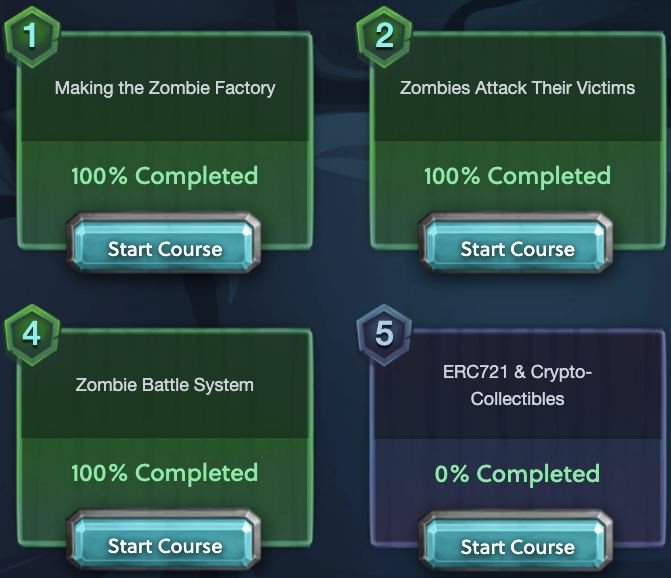 1
Making the Zombie Factory
100% Completed
Start Course
2
Zombies Attack Their Victims
100% Completed
Start Course
4
Zombie Battle System
100% Completed
Start Course
5
ERC721 & Crypto-
Collectibles
0% Completed
Start Course